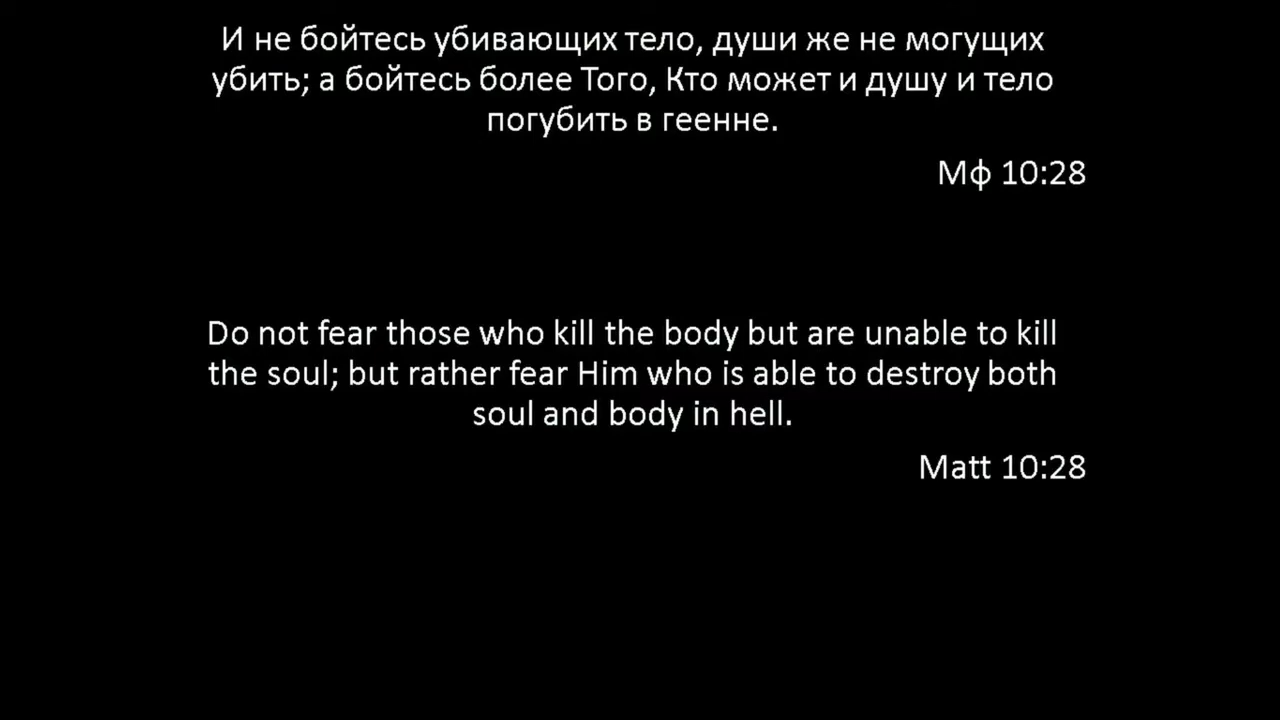 И не бойтесь убивающих тело, души же не могущих
убить; а бойтесь более Того, Кто может и душу и тело
погубить в геенне.
Мф 10:28
Do not fear those who kill the body but are unable to kill
the soul; but rather fear Him who is able to destroy both
soul and body in hell.
Matt 10:28